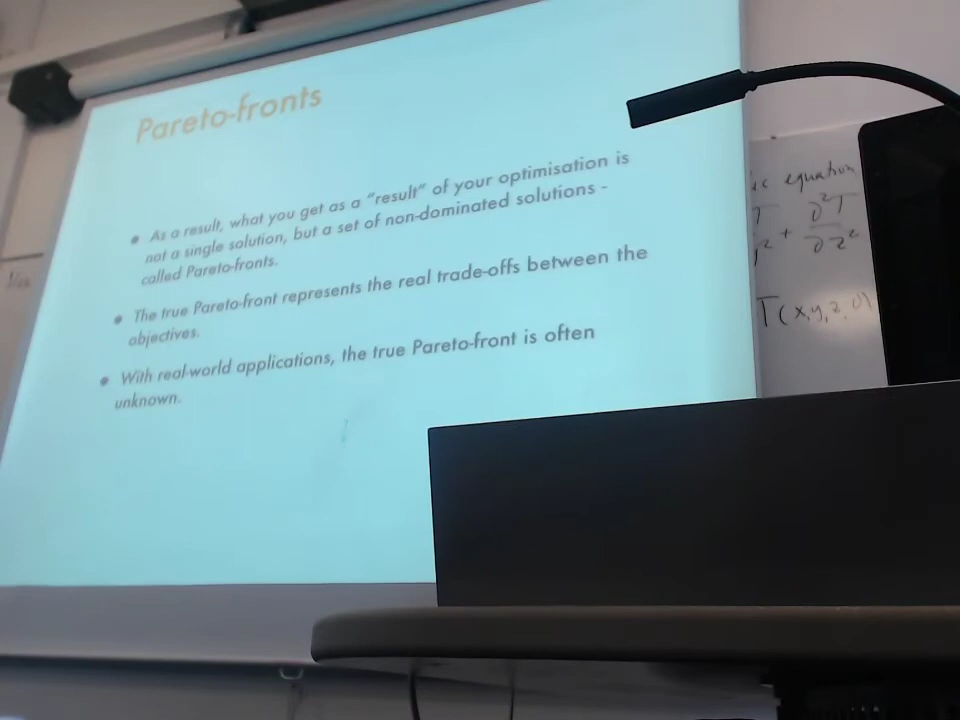 Pareto-fronts
• As a result, what you get as a "result" of your optimisation is
not a single solution, but a set of non-dominated solutions -
called Pareto-fronts.
• The true Pareto-front represents the real trade-offs between the
objectives.
• With real-world applications, the true Pareto-front is often
unknown.
equation
+ ∂²T
∂z²
T(x,y,z,0)